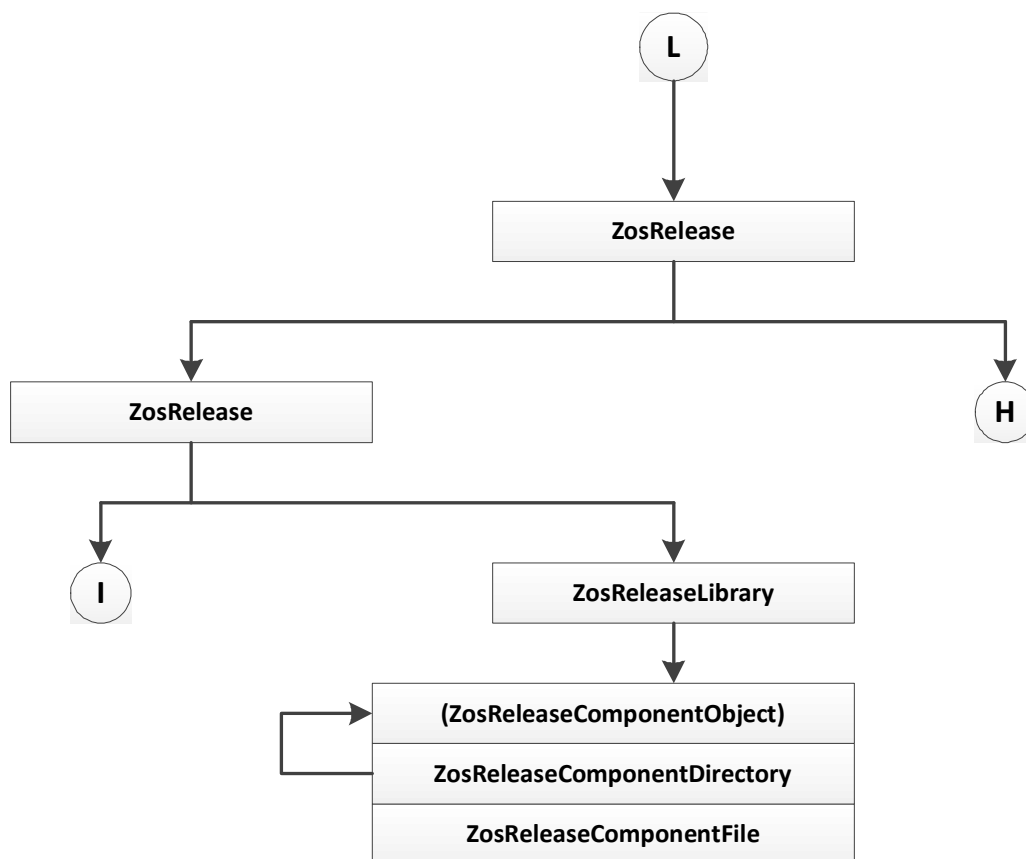 L
ZosRelease
ZosRelease
H
I
ZosReleaseLibrary
(ZosReleaseComponentObject)
ZosReleaseComponentDirectory
ZosReleaseComponentFile